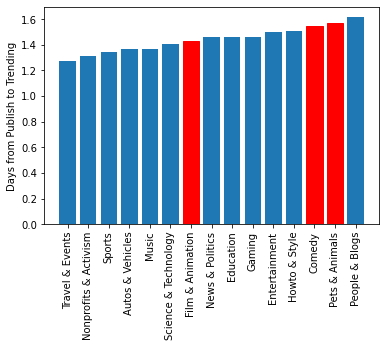 Days from Publish to Trending
1.6
1.4
1.2
1.0
0.8
0.6
0.4
0.2
0.0
Travel & Events
Nonprofits & Activism
Sports
Autos & Vehicles
Music
Science & Technology
Film & Animation
News & Politics
Education
Gaming
Entertainment
Howto & Style
Comedy
Pets & Animals
People & Blogs